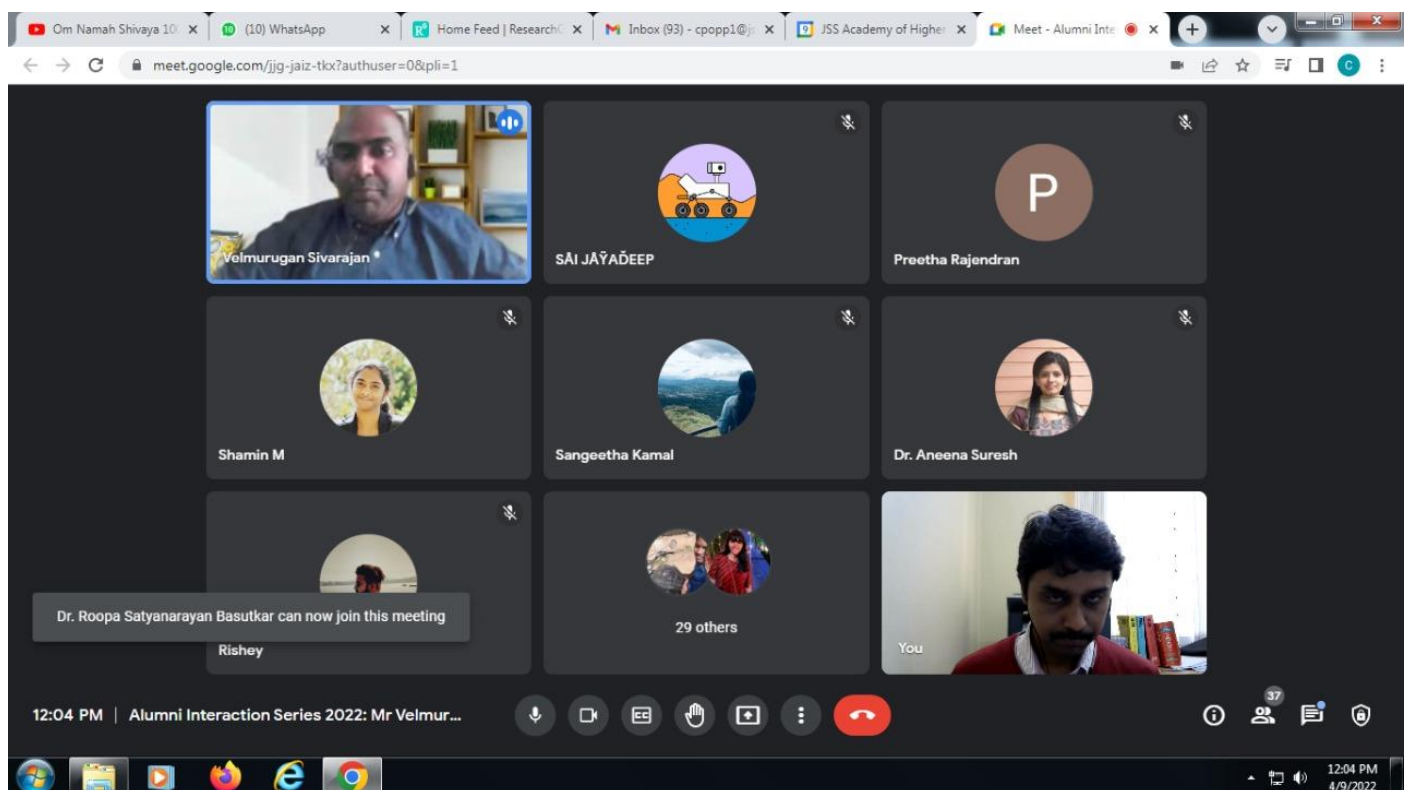 Om Namah Shivaya 10
(10) WhatsApp
Home Feed | Research
Inbox (93) - cpopp1@j
JSS Academy of Higher
Meet - Alumni Inte
meet.google.com/jjg-jaiz-tkx?authuser=0&pli=1
C
Velmurugan Sivarajan
SĀI JĀȲAĎEEP
P
Preetha Rajendran
Shamin M
Sangeetha Kamal
Dr. Aneena Suresh
Dr. Roopa Satyanarayan Basutkar can now join this meeting
Rishey
29 others
You
12:04 PM | Alumni Interaction Series 2022: Mr Velmur...
CC
37
12:04 PM
4/9/2022